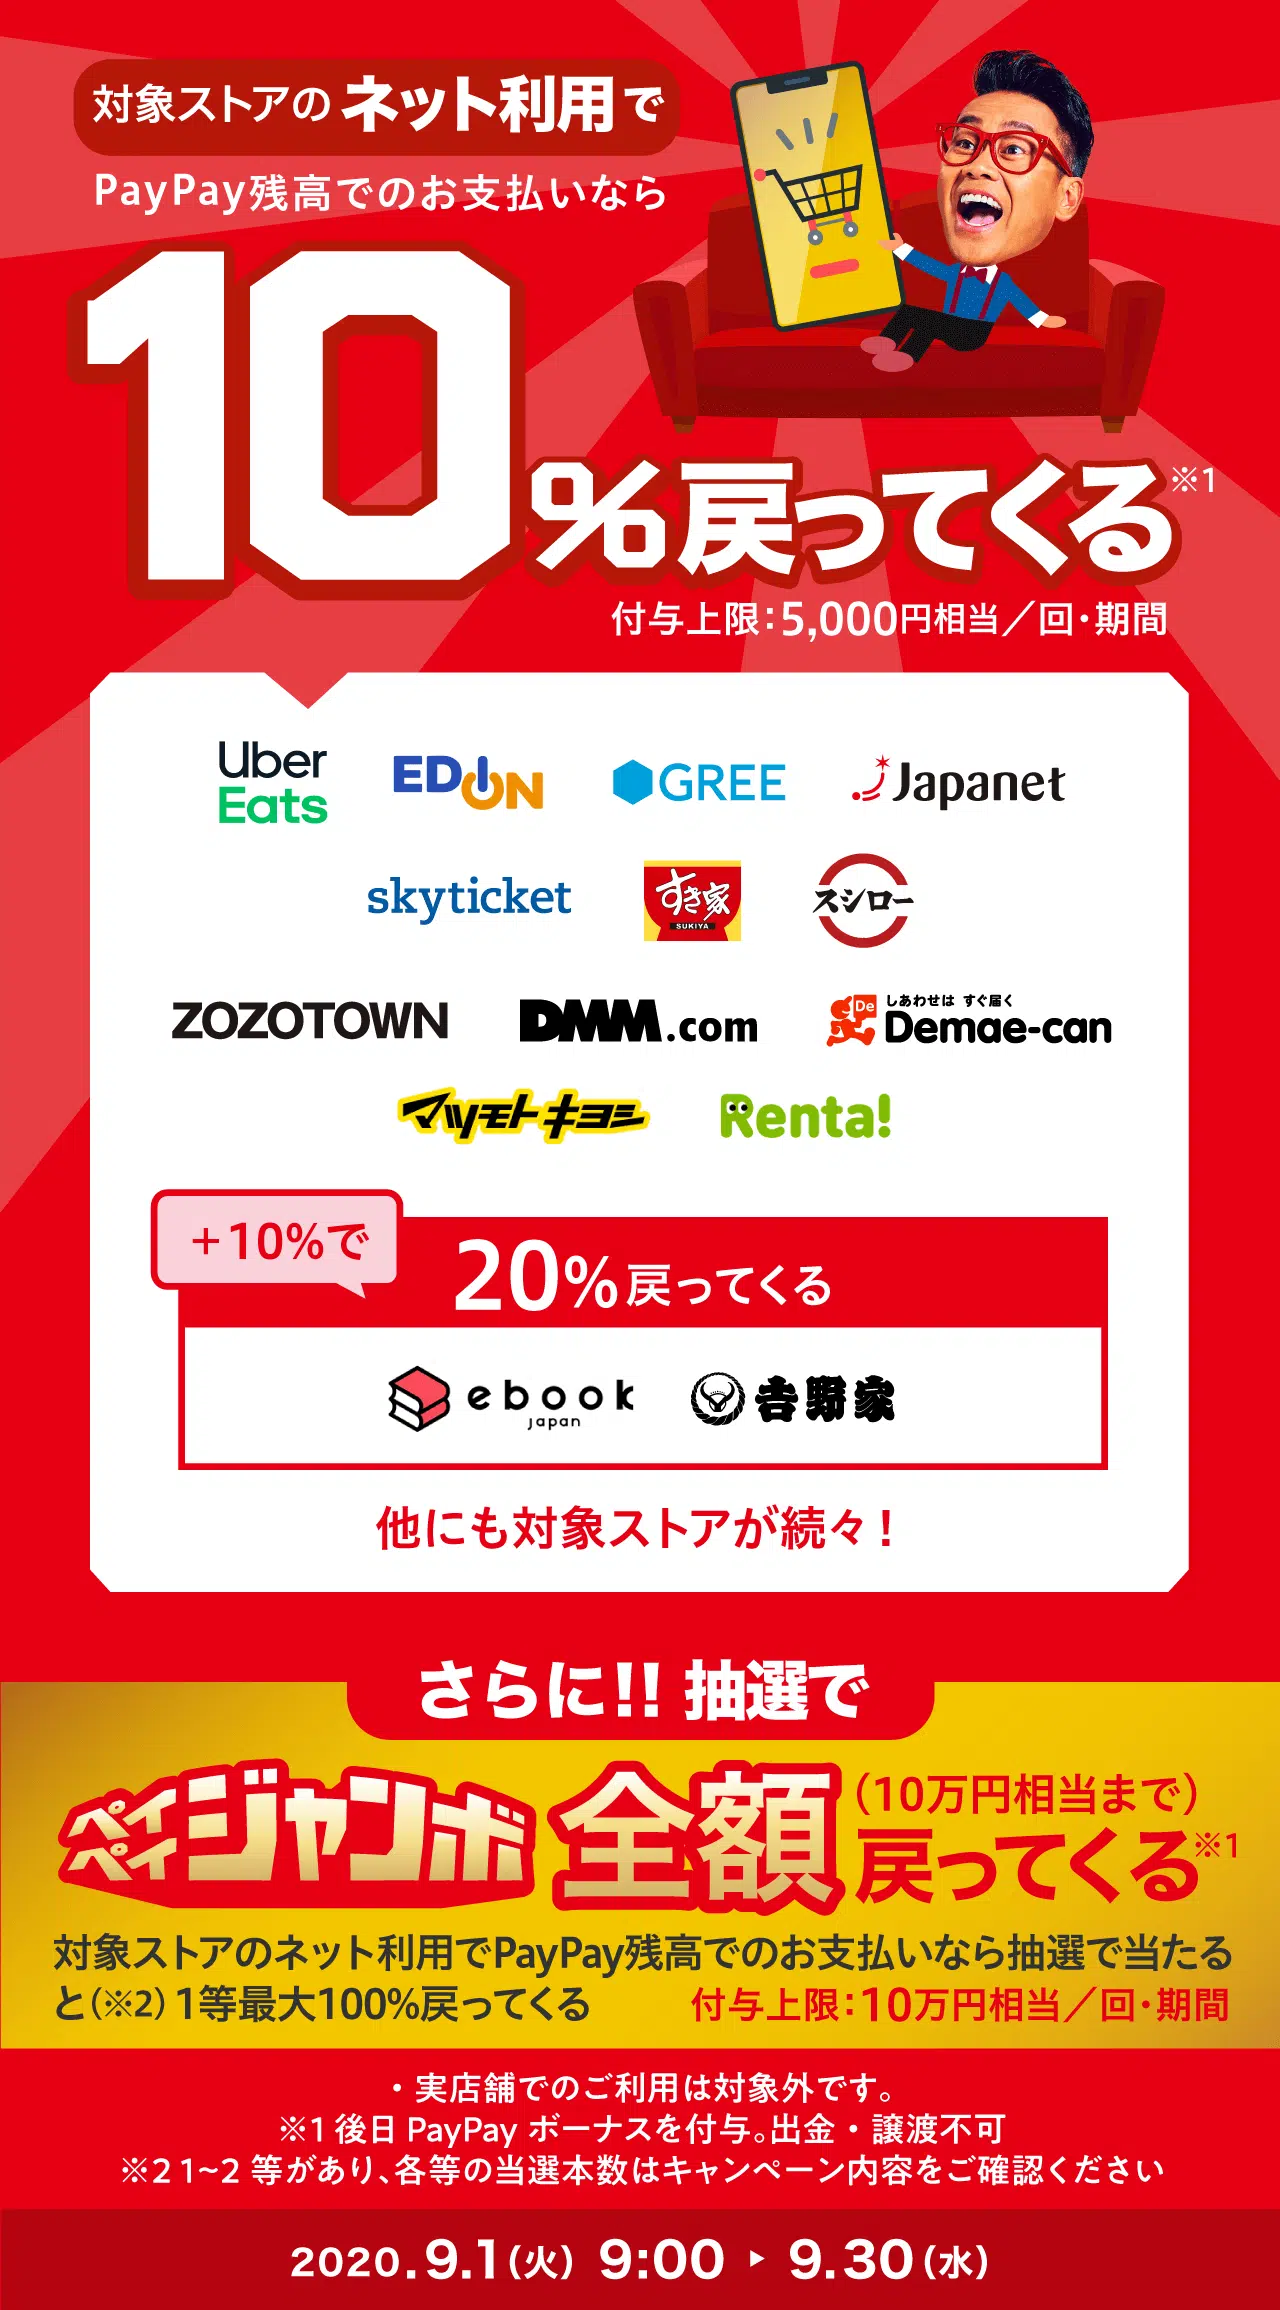 対象ストアのネット利用で
PayPay残高でのお支払いなら
10%戻ってくる※1
付与上限:5,000円相当／回・期間
Uber Eats
EDION
GREE
Japanet
skyticket
すき家
SUKIYA
スシロー
ZOZOTOWN
DMM.com
De
しあわせは すぐ届く
Demae-can
マツモトキヨシ
Renta!
+10%で
20%戻ってくる
ebook
japan
吉野家
他にも対象ストアが続々！
さらに!! 抽選で
ペイペイジャンボ 全額(10万円相当まで)
戻ってくる※1
対象ストアのネット利用でPayPay残高でのお支払いなら抽選で当たる
と(※2)1等最大100%戻ってくる
付与上限:10万円相当／回・期間
・実店舗でのご利用は対象外です。
※1 後日 PayPay ボーナスを付与。出金・譲渡不可
※2 1~2 等があり、各等の当選本数はキャンペーン内容をご確認ください
2020.9.1(火) 9:00 ▶ 9.30(水)